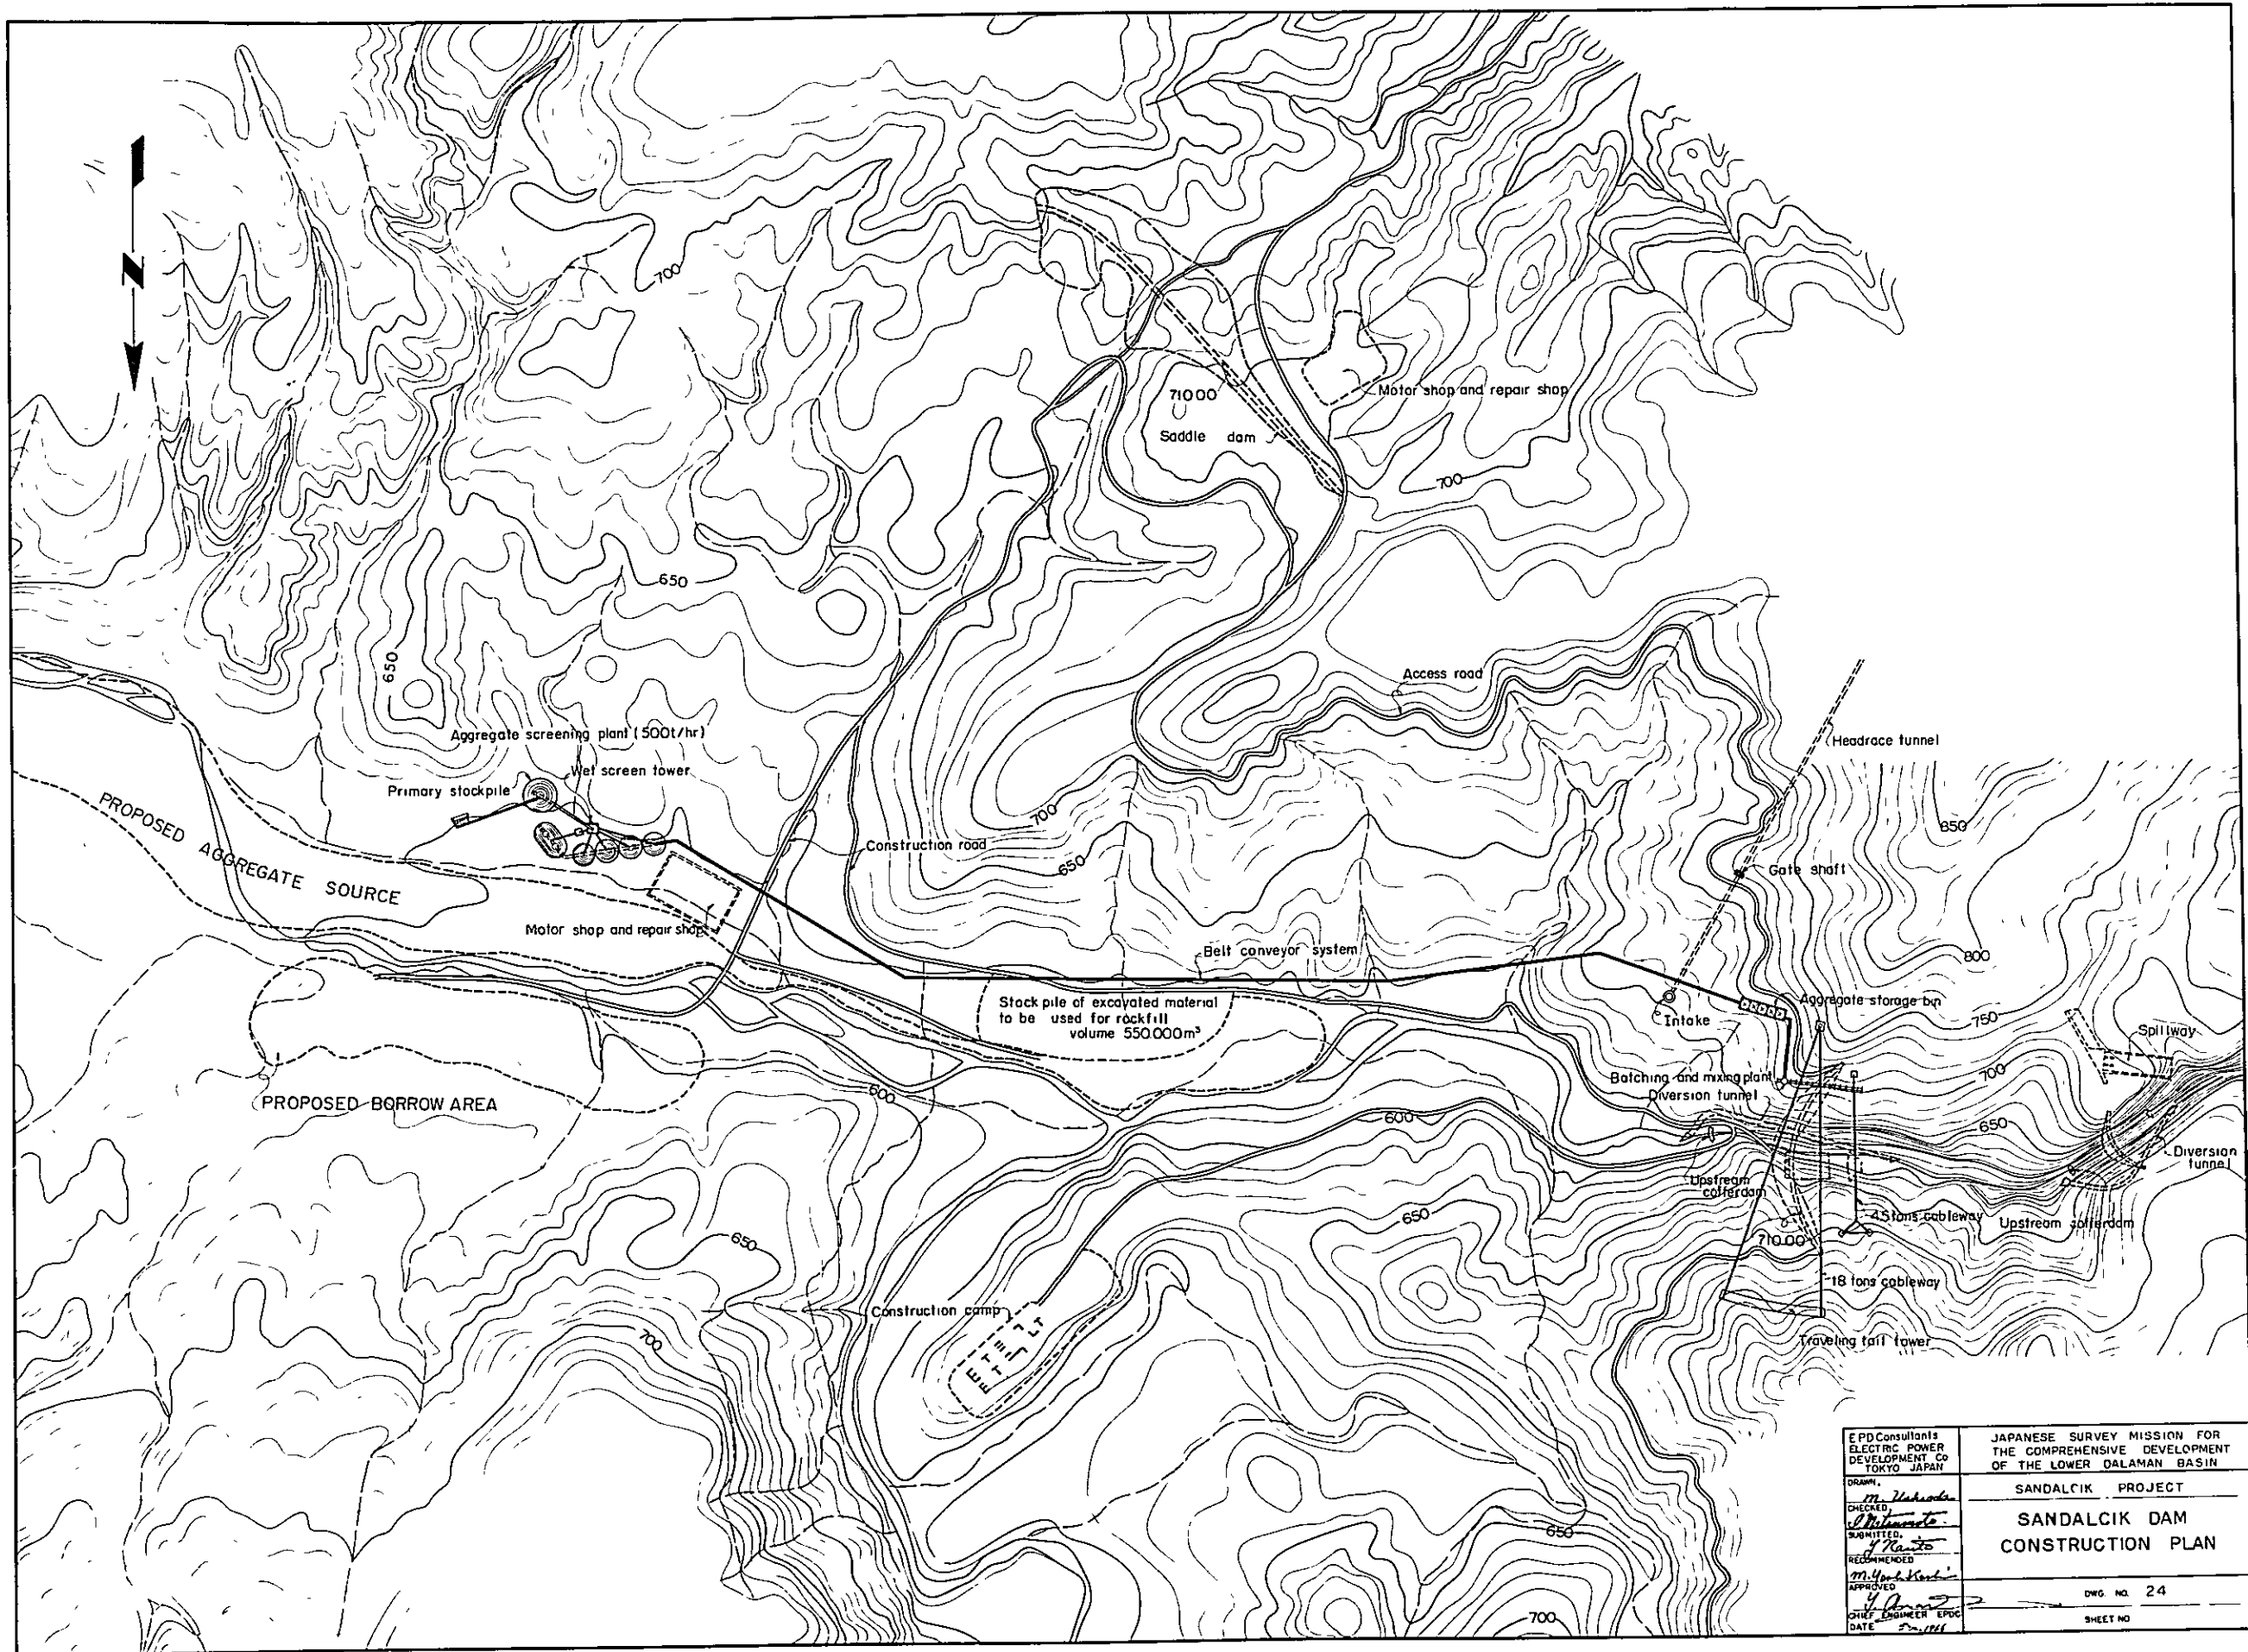 N
700
71000
Saddle dam
Motor shop and repair shop
700
650
650
Access road
Aggregate screening plant (500t/hr)
Headrace tunnel
Wet screen tower
Primary stockpile
PROPOSED AGGREGATE SOURCE
700
850
Construction road
650
Gate shaft
Motor shop and repair shop
Belt conveyor system
800
Stock pile of excavated material
to be used for rockfill
volume 550.000m³
Aggregate storage bin
Intake
750
Spillway
Batching and mixing plant
700
Diversion tunnel
600
PROPOSED BORROW AREA
600
650
Diversion
tunnel
Upstream
cofferdam
650
4.5 tons cableway
Upstream cofferdam
650
710.00
18 tons cableway
Construction camp
700
Traveling tail tower
650
700
EPD Consultants
ELECTRIC POWER
DEVELOPMENT Co
TOKYO JAPAN
JAPANESE SURVEY MISSION FOR
THE COMPREHENSIVE DEVELOPMENT
OF THE LOWER DALAMAN BASIN
DRAWN.
CHECKED,
SUBMITTED,
Y Naito
RECOMMENDED
APPROVED
CHIEF ENGINEER EPDC
DATE
SANDALCIK PROJECT
SANDALCIK DAM
CONSTRUCTION PLAN
DWG. NO. 24
SHEET NO